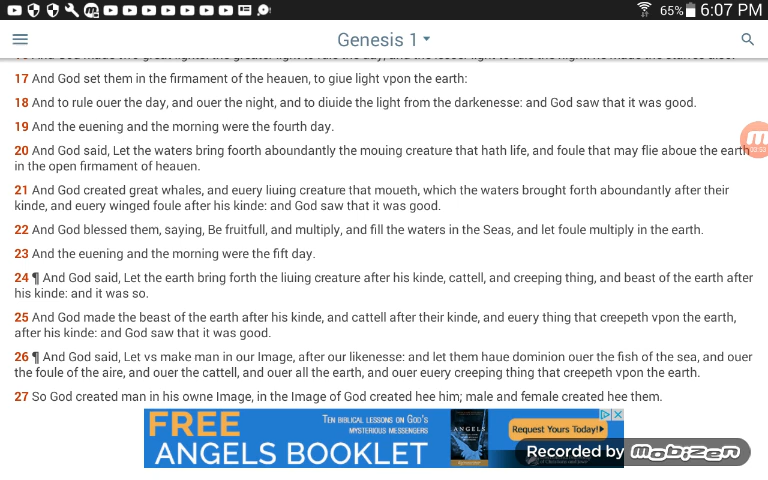 65% 6:07 PM
Genesis 1
17 And God set them in the firmament of the heauen, to giue light vpon the earth:
18 And to rule ouer the day, and ouer the night, and to diuide the light from the darkenesse: and God saw that it was good.
19 And the euening and the morning were the fourth day.
20 And God said, Let the waters bring foorth aboundantly the mouing creature that hath life, and foule that may flie aboue the earth
in the open firmament of heauen.
21 And God created great whales, and euery liuing creature that moueth, which the waters brought forth aboundantly after their
kinde, and euery winged foule after his kinde: and God saw that it was good.
22 And God blessed them, saying, Be fruitfull, and multiply, and fill the waters in the Seas, and let foule multiply in the earth.
23 And the euening and the morning were the fift day.
24 ¶ And God said, Let the earth bring forth the liuing creature after his kinde, cattell, and creeping thing, and beast of the earth after
his kinde: and it was so.
25 And God made the beast of the earth after his kinde, and cattell after their kinde, and euery thing that creepeth vpon the earth,
after his kinde: and God saw that it was good.
26 ¶ And God said, Let vs make man in our Image, after our likenesse: and let them haue dominion ouer the fish of the sea, and ouer
the foule of the aire, and ouer the cattell, and ouer all the earth, and ouer euery creeping thing that creepeth vpon the earth.
27 So God created man in his owne Image, in the Image of God created hee him; male and female created hee them.
FREE
TEN BIBLICAL LESSONS ON GOD'S
MYSTERIOUS MESSENGERS
ANGELS BOOKLET
ANGELS
Request Yours Today!
Recorded by mobizen